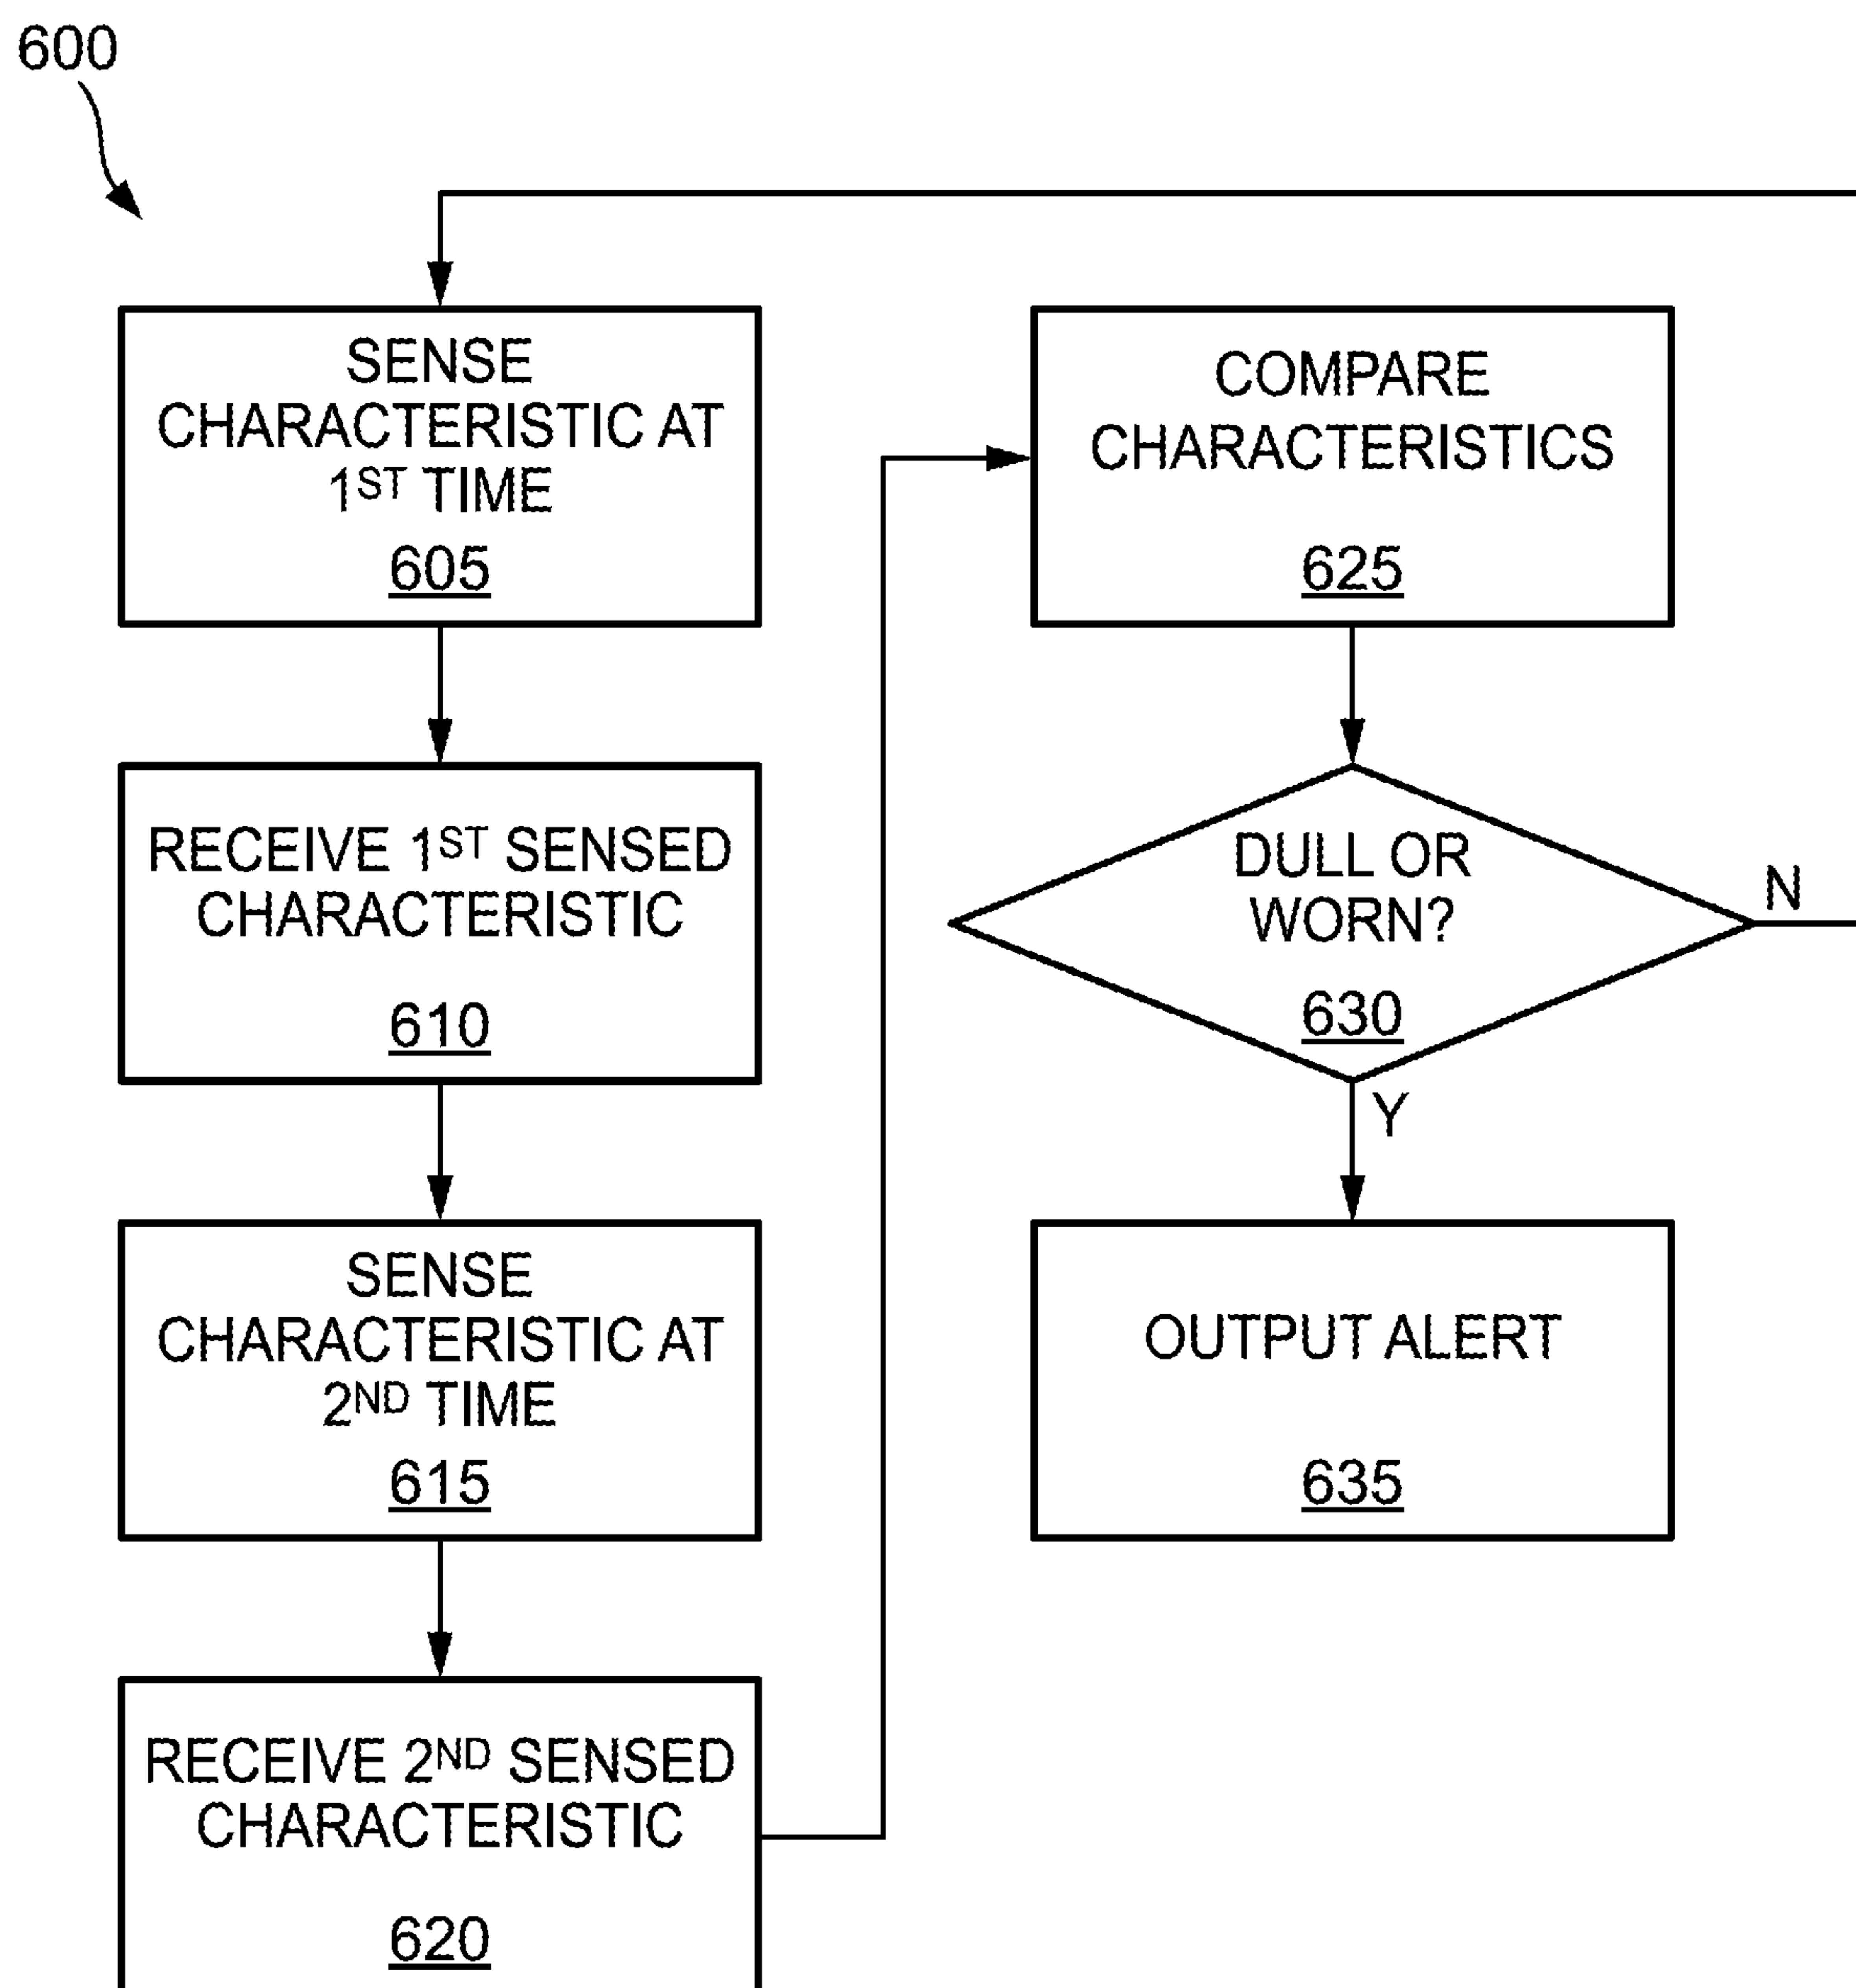 600
SENSE
CHARACTERISTIC AT
1ST TIME
605
RECEIVE 1ST SENSED
CHARACTERISTIC
610
SENSE
CHARACTERISTIC AT
2ND TIME
615
RECEIVE 2ND SENSED
CHARACTERISTIC
620
COMPARE
CHARACTERISTICS
625
DULL OR
WORN?
630
N
Y
OUTPUT ALERT
635